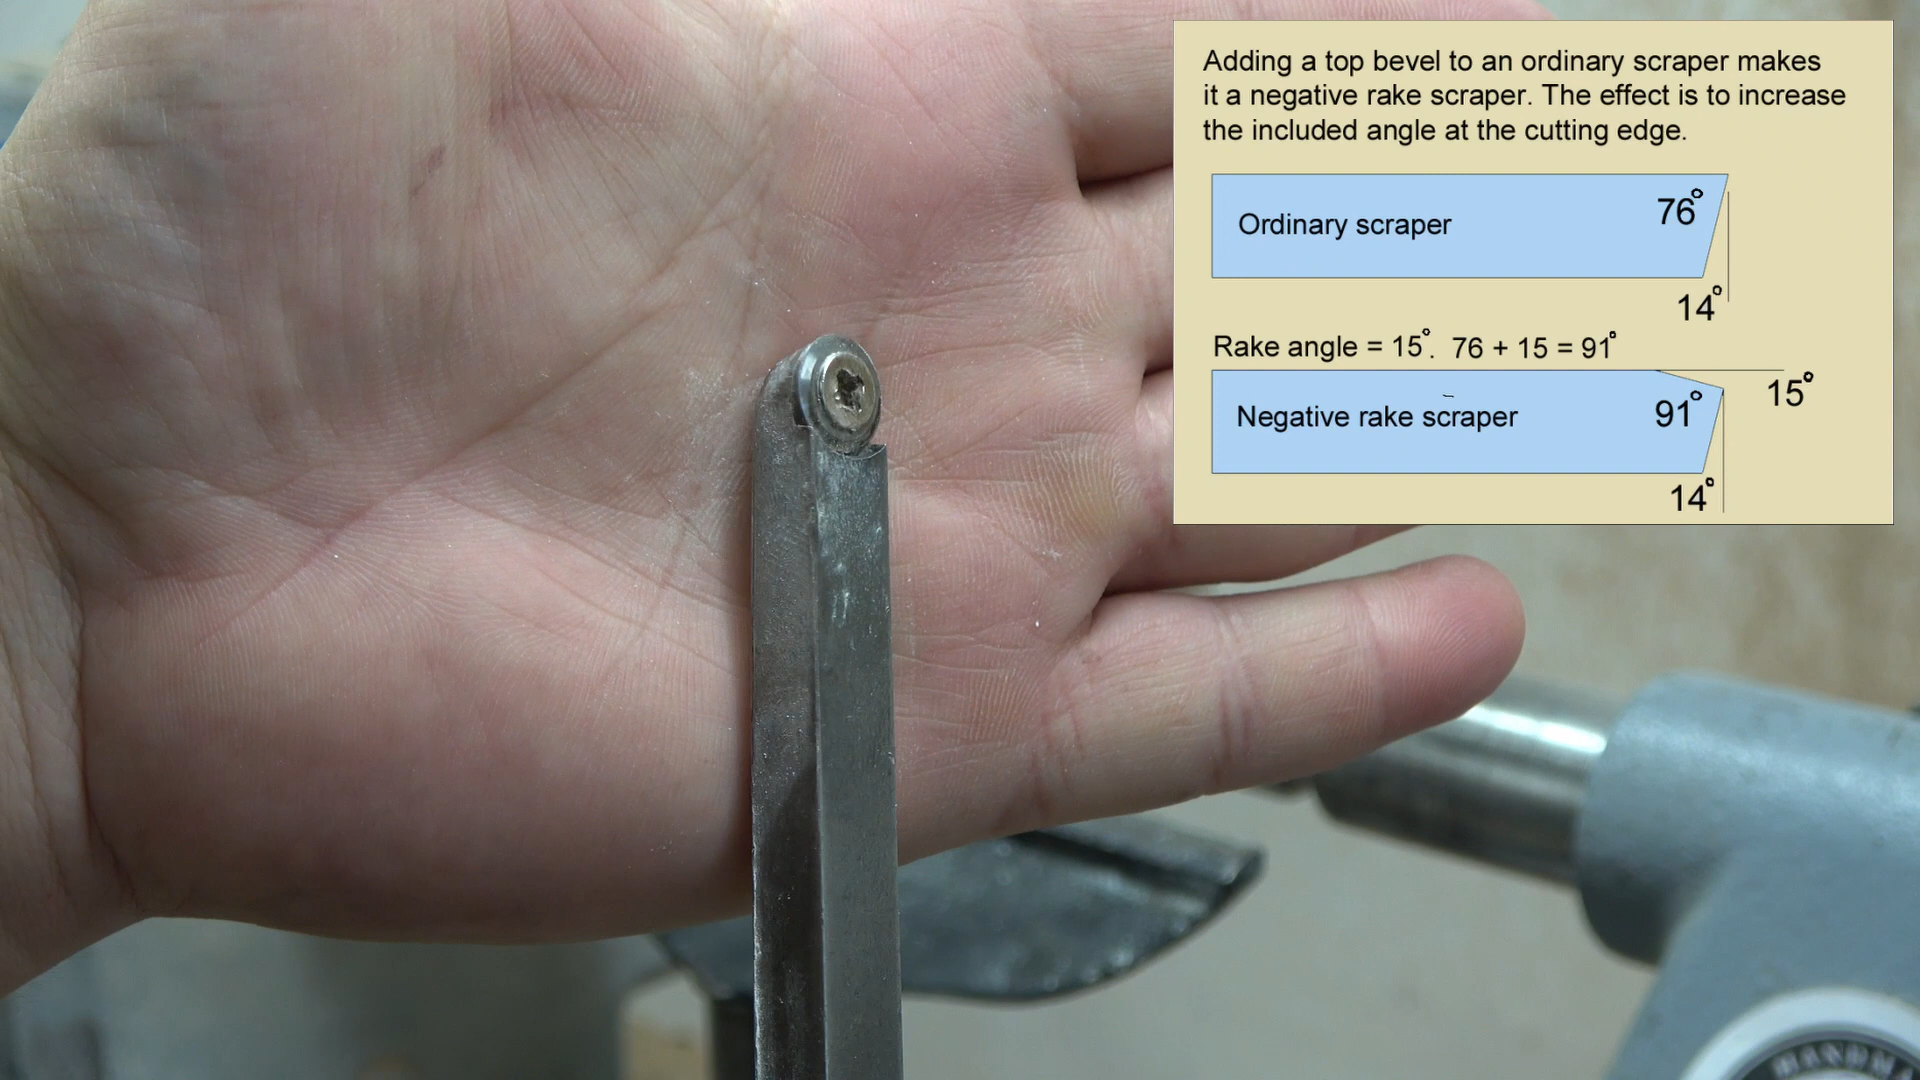 Adding a top bevel to an ordinary scraper makes
it a negative rake scraper. The effect is to increase
the included angle at the cutting edge.
Ordinary scraper
76°
14°
Rake angle = 15°. 76 + 15 = 91°
Negative rake scraper
91°
15°
14°